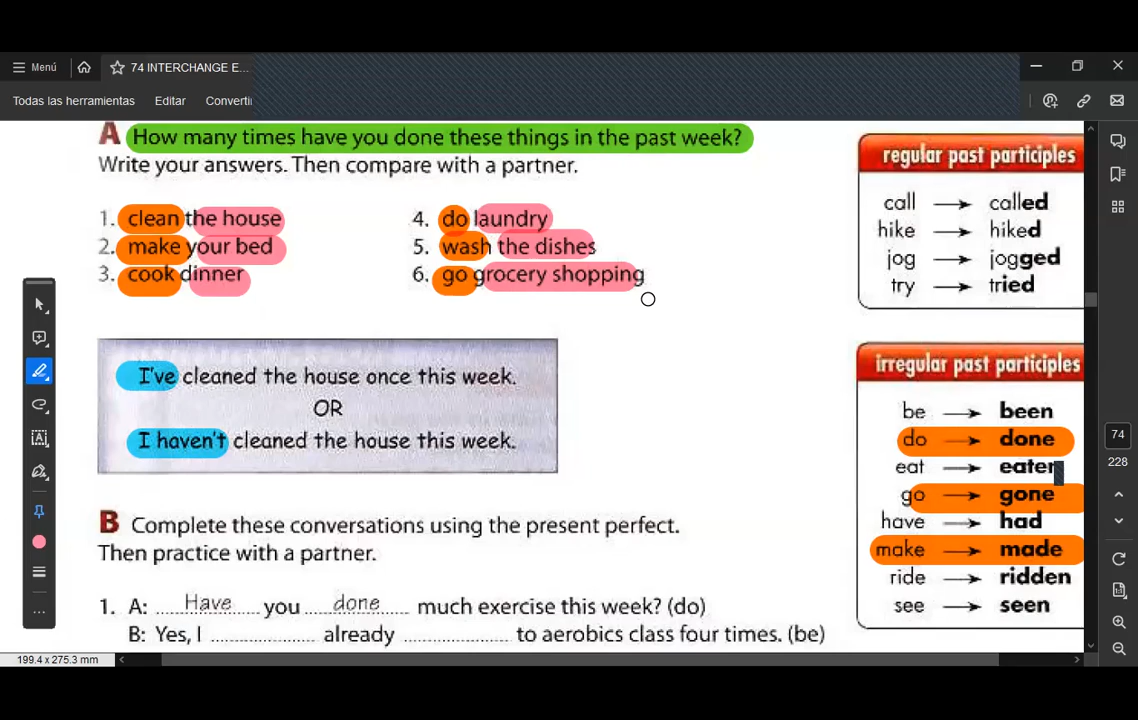 Menú
74 INTERCHANGE E...
Todas las herramientas Editar Converti
A How many times have you done these things in the past week?
Write your answers. Then compare with a partner.
1. clean the house
2. make your bed
3. cook dinner
4. do laundry
5. wash the dishes
6. go grocery shopping
I've cleaned the house once this week.
OR
I haven't cleaned the house this week.
B Complete these conversations using the present perfect.
Then practice with a partner.
1. A: Have you done much exercise this week? (do)
B: Yes, I .................... already .................... to aerobics class four times. (be)
regular past participles
call → called
hike → hiked
jog → jogged
try → tried
irregular past participles
be → been
do → done
eat → eaten
go → gone
have → had
make → made
ride → ridden
see → seen
74
228
199.4 x 275.3 mm